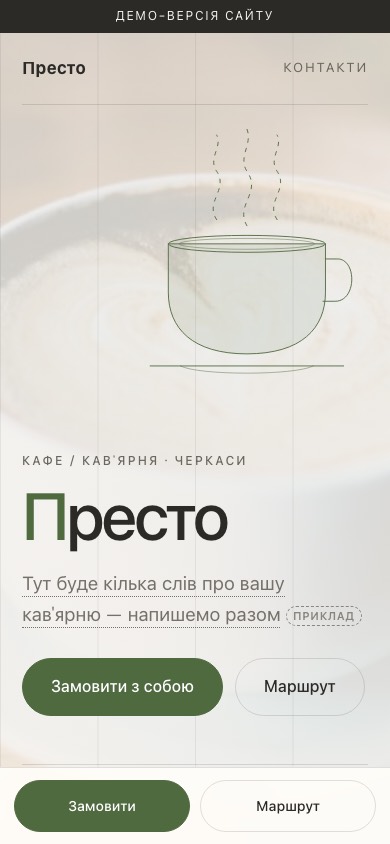 ДЕМО-ВЕРСІЯ САЙТУ
Престо
КОНТАКТИ
КАФЕ / КАВ'ЯРНЯ · ЧЕРКАСИ
Престо
Тут буде кілька слів про вашу
кав'ярню — напишемо разом ПРИКЛАД
Замовити з собою
Маршрут
Замовити
Маршрут